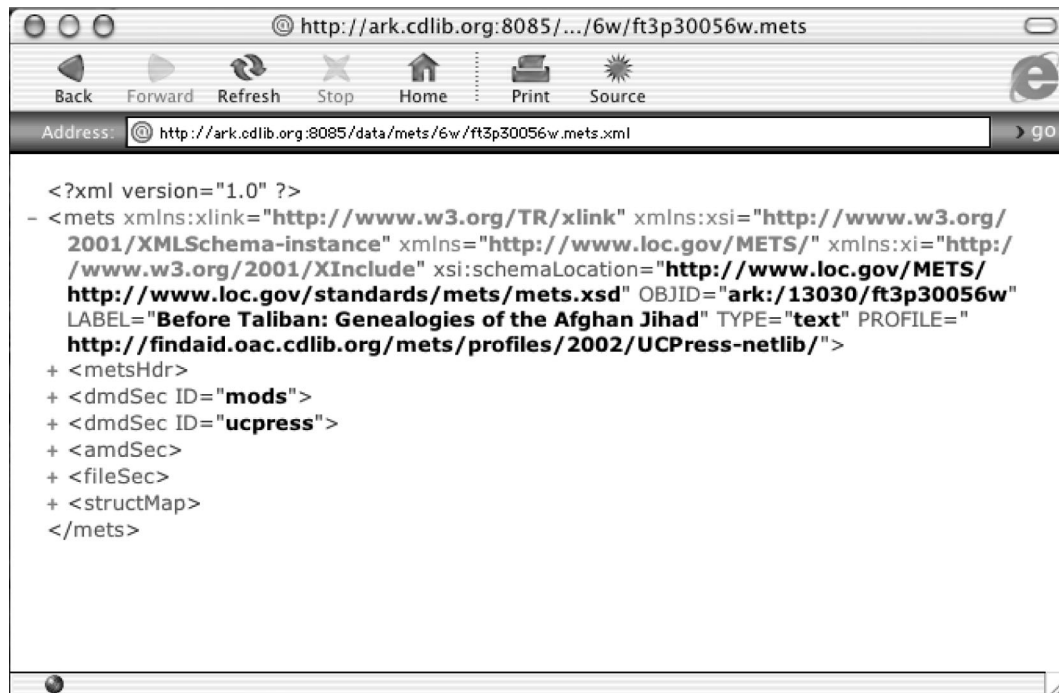 @ http://ark.cdlib.org:8085/.../6w/ft3p30056w.mets
Back Forward Refresh Stop Home Print Source
Address: @ http://ark.cdlib.org:8085/data/mets/6w/ft3p30056w.mets.xml go
<?xml version="1.0" ?>
- <mets xmlns:xlink="http://www.w3.org/TR/xlink" xmlns:xsi="http://www.w3.org/
2001/XMLSchema-instance" xmlns="http://www.loc.gov/METS/" xmlns:xi="http:/
/www.w3.org/2001/XInclude" xsi:schemaLocation="http://www.loc.gov/METS/
http://www.loc.gov/standards/mets/mets.xsd" OBJID="ark:/13030/ft3p30056w"
LABEL="Before Taliban: Genealogies of the Afghan Jihad" TYPE="text" PROFILE="
http://findaid.oac.cdlib.org/mets/profiles/2002/UCPress-netlib/">
+ <metsHdr>
+ <dmdSec ID="mods">
+ <dmdSec ID="ucpress">
+ <amdSec>
+ <fileSec>
+ <structMap>
</mets>